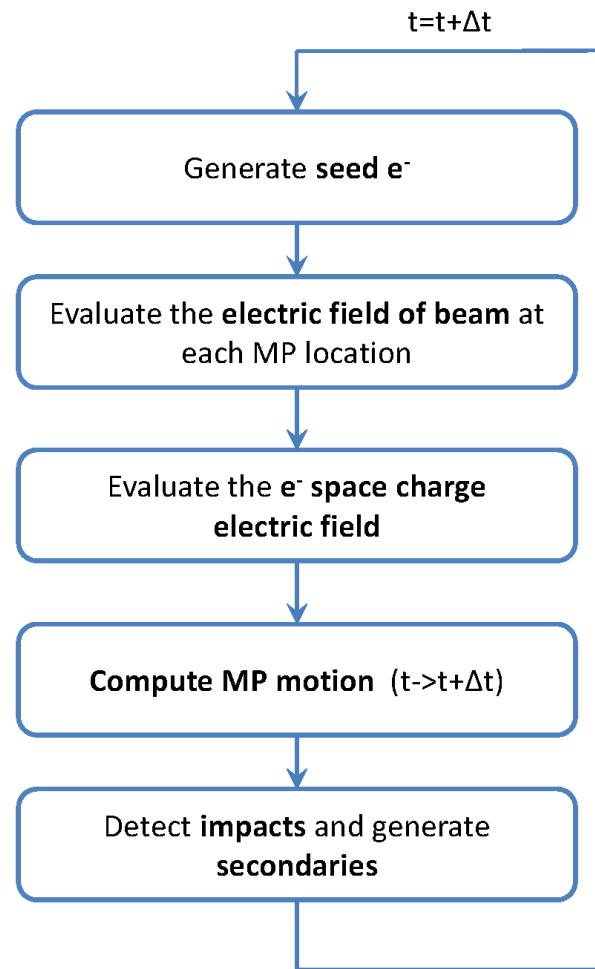 t=t+Δt
Generate seed e⁻
Evaluate the electric field of beam at
each MP location
Evaluate the e⁻ space charge
electric field
Compute MP motion (t->t+Δt)
Detect impacts and generate
secondaries